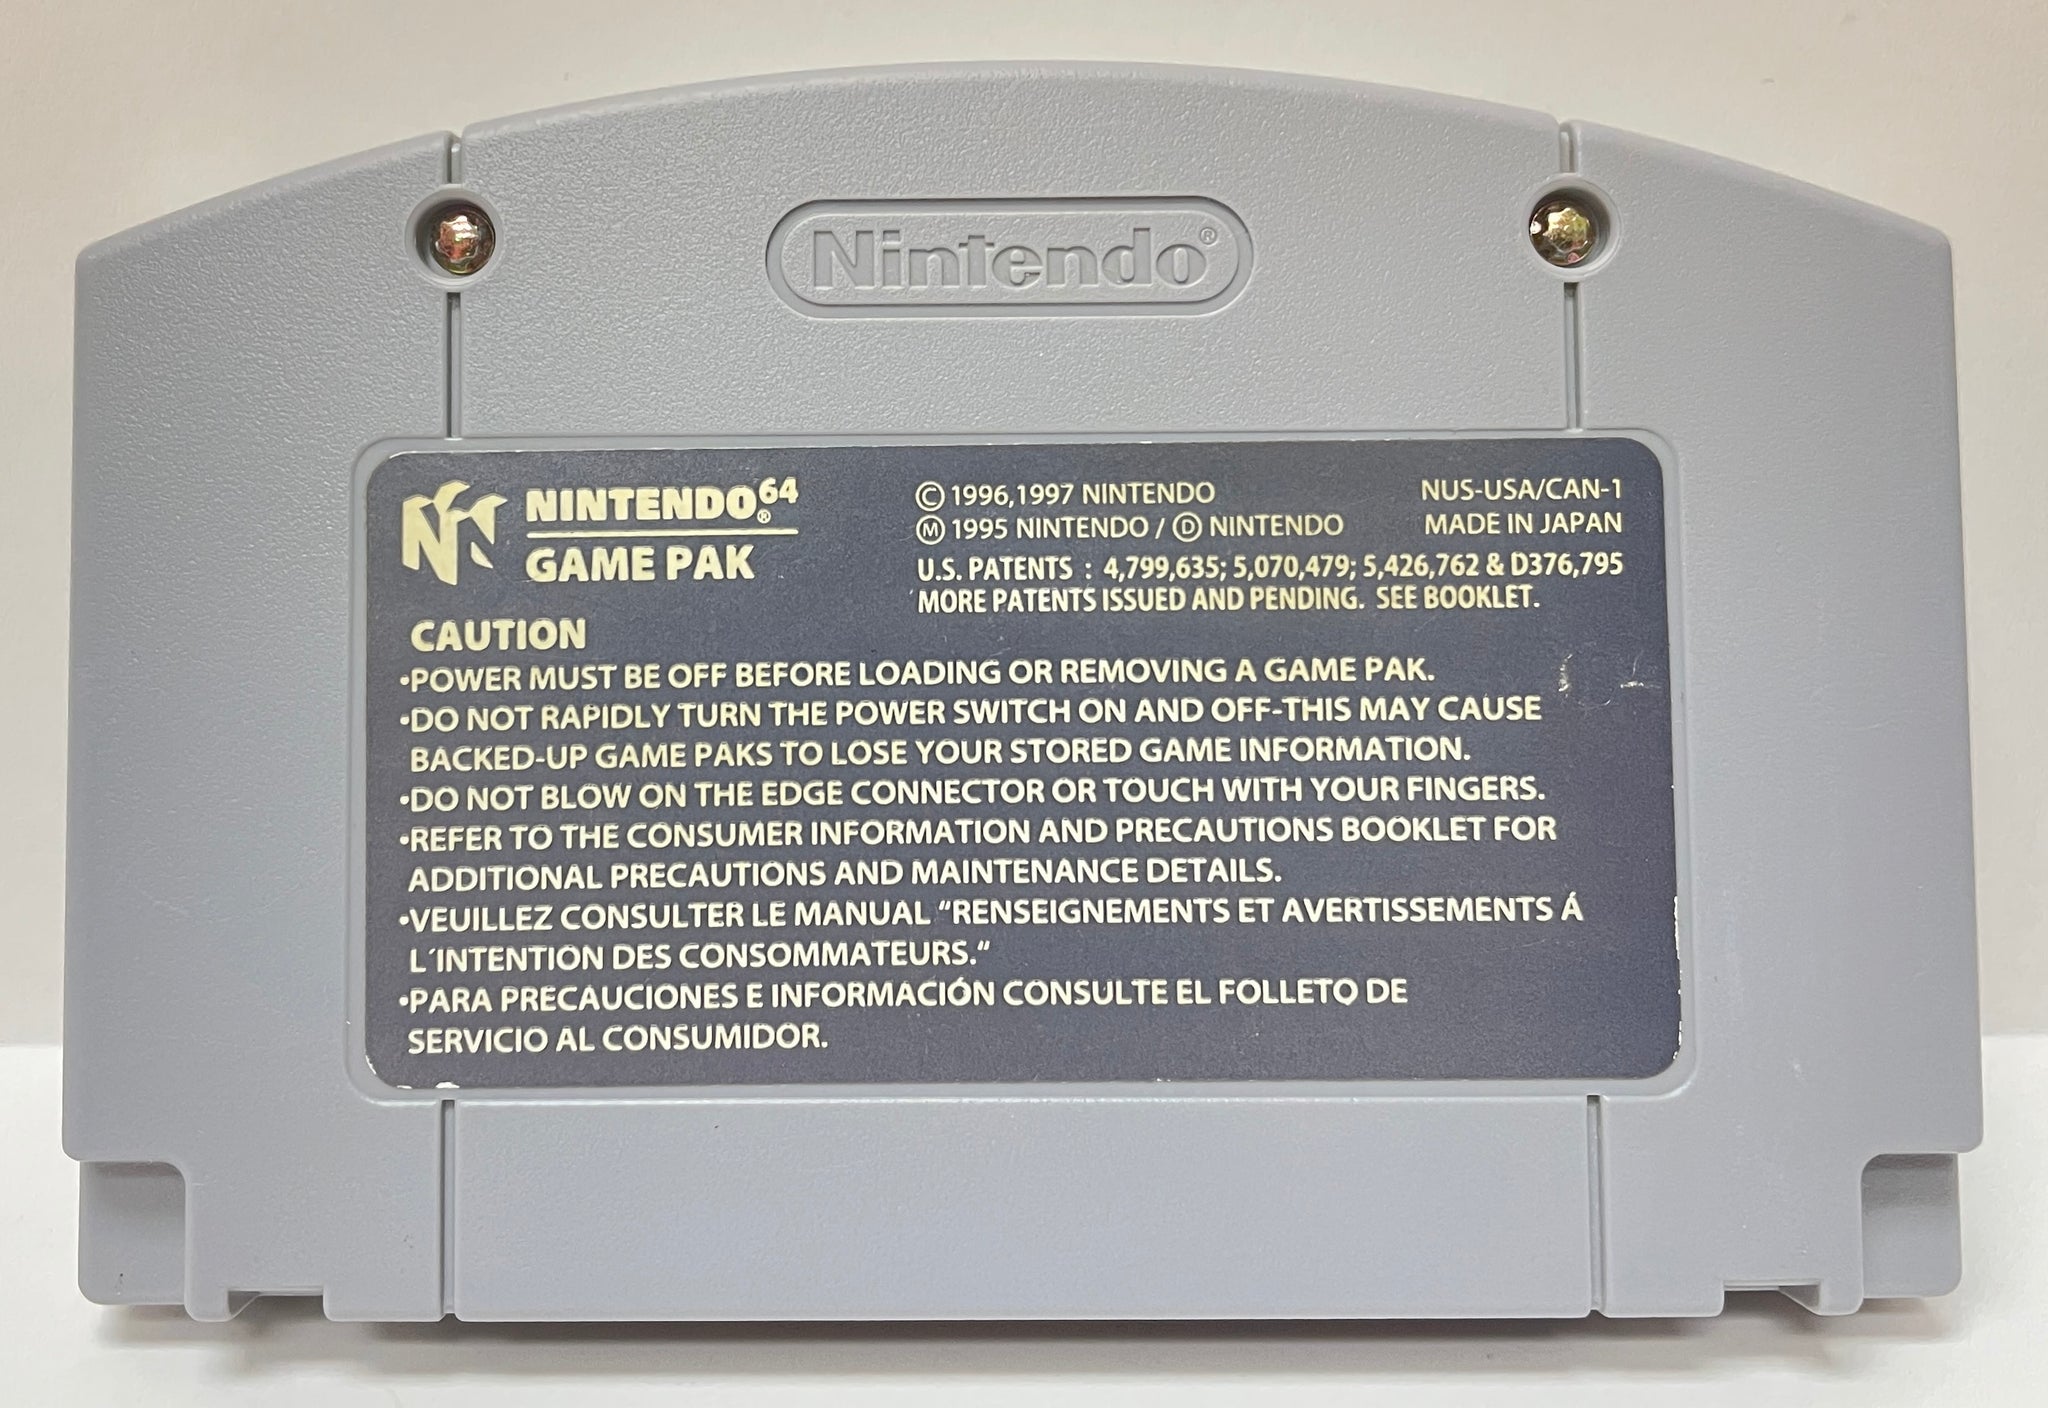 Nintendo®
NINTENDO64®
GAME PAK
© 1996,1997 NINTENDO
Ⓜ 1995 NINTENDO / Ⓓ NINTENDO
NUS-USA/CAN-1
MADE IN JAPAN
U.S. PATENTS : 4,799,635; 5,070,479; 5,426,762 & D376,795
MORE PATENTS ISSUED AND PENDING. SEE BOOKLET.
CAUTION
•POWER MUST BE OFF BEFORE LOADING OR REMOVING A GAME PAK.
•DO NOT RAPIDLY TURN THE POWER SWITCH ON AND OFF-THIS MAY CAUSE
BACKED-UP GAME PAKS TO LOSE YOUR STORED GAME INFORMATION.
•DO NOT BLOW ON THE EDGE CONNECTOR OR TOUCH WITH YOUR FINGERS.
•REFER TO THE CONSUMER INFORMATION AND PRECAUTIONS BOOKLET FOR
ADDITIONAL PRECAUTIONS AND MAINTENANCE DETAILS.
•VEUILLEZ CONSULTER LE MANUAL "RENSEIGNEMENTS ET AVERTISSEMENTS Á
L´INTENTION DES CONSOMMATEURS."
•PARA PRECAUCIONES E INFORMACIÓN CONSULTE EL FOLLETO DE
SERVICIO AL CONSUMIDOR.